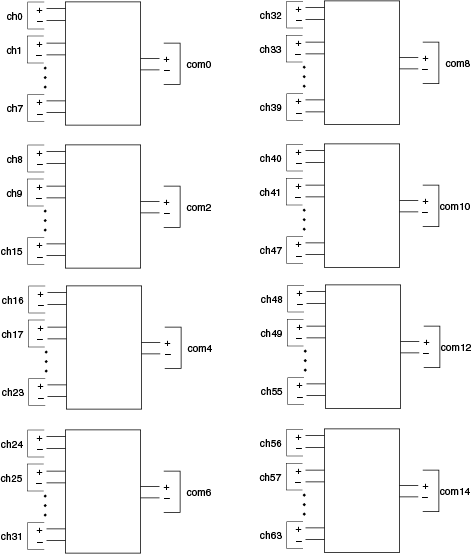 ch0 + −
ch1 + −
ch7 + −
+ − com0
ch8 + −
ch9 + −
ch15 + −
+ − com2
ch16 + −
ch17 + −
ch23 + −
+ − com4
ch24 + −
ch25 + −
ch31 + −
+ − com6
ch32 + −
ch33 + −
ch39 + −
+ − com8
ch40 + −
ch41 + −
ch47 + −
+ − com10
ch48 + −
ch49 + −
ch55 + −
+ − com12
ch56 + −
ch57 + −
ch63 + −
+ − com14